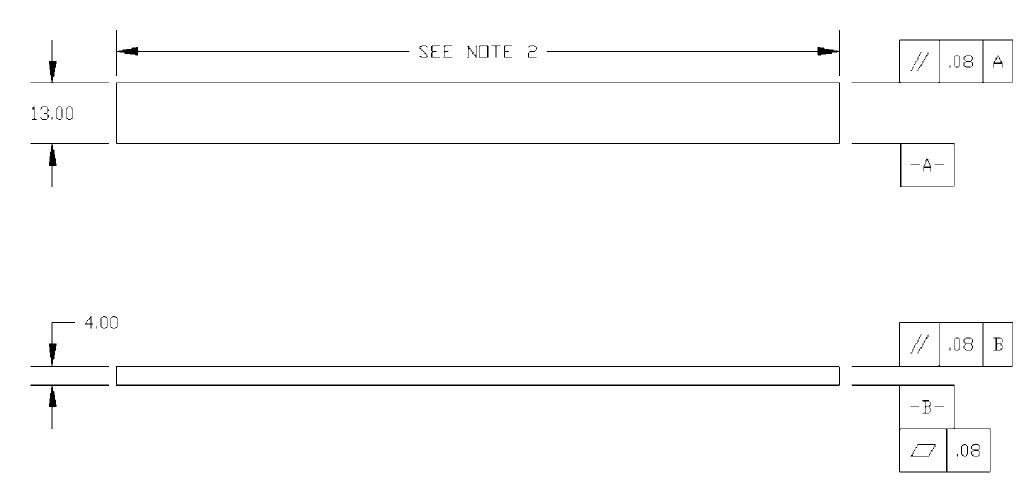 SEE NOTE 2
// .08 A
13.00
-A-
4.00
// .08 B
-B-
.08